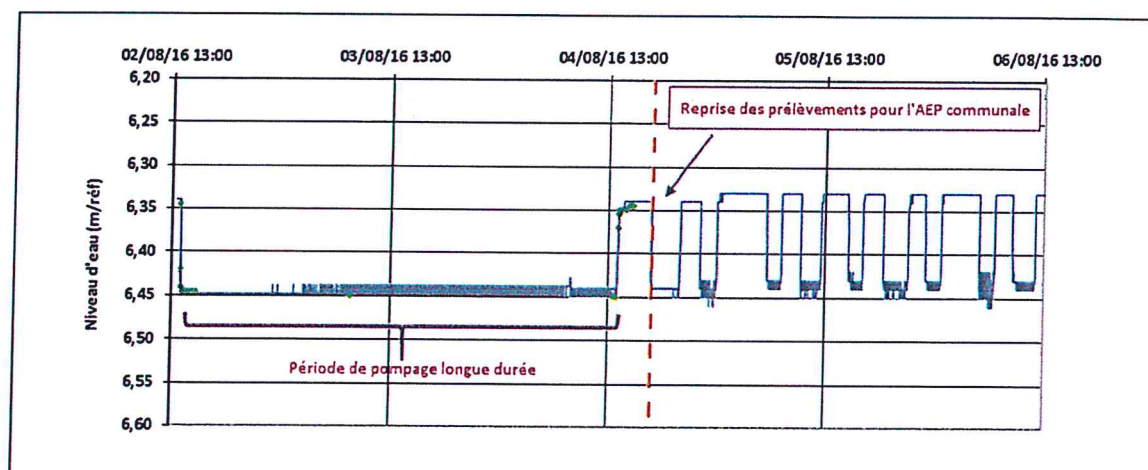 02/08/16 13:00 03/08/16 13:00 04/08/16 13:00 05/08/16 13:00 06/08/16 13:00
6,20
Reprise des prélèvements pour l'AEP communale
6,25
6,30
6,35
6,40
6,45
6,50
6,55
6,60
Niveau d'eau (m/réf)
Période de pompage longue durée